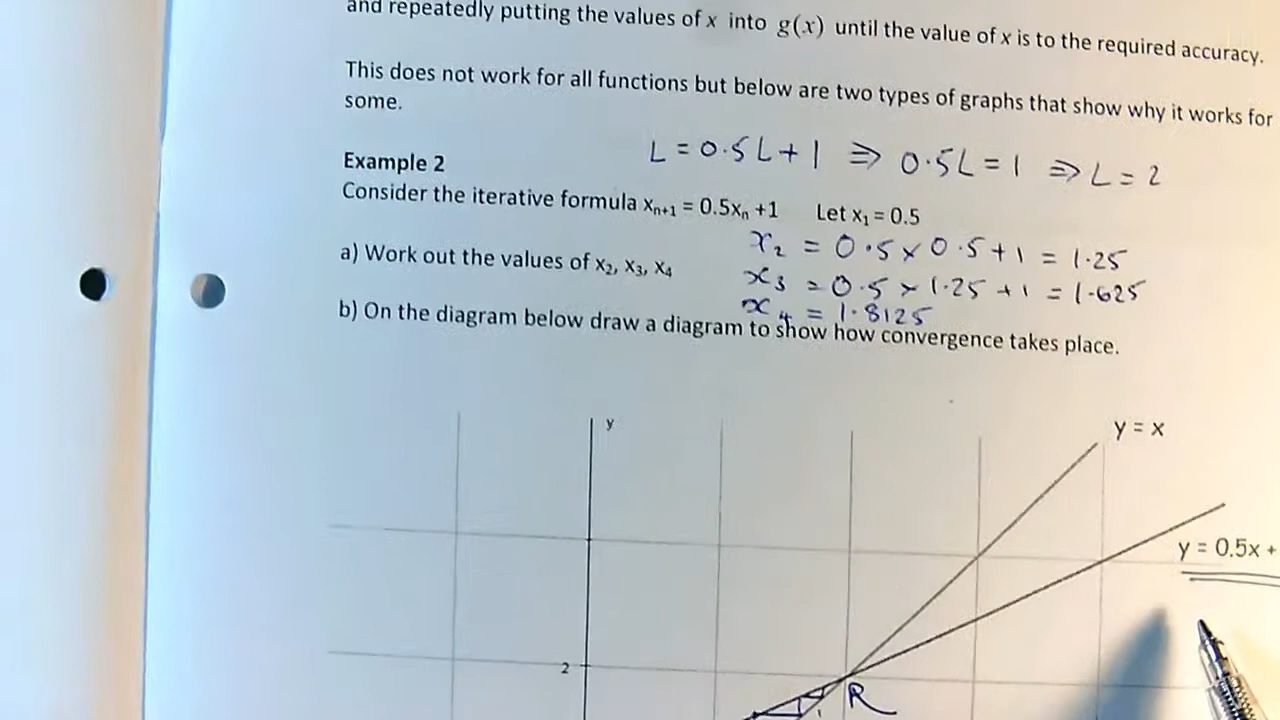 and repeatedly putting the values of x into g(x) until the value of x is to the required accuracy.
This does not work for all functions but below are two types of graphs that show why it works for
some.
L = 0.5L + 1 ⇒ 0.5L = 1 ⇒ L = 2
Example 2
Consider the iterative formula xₙ₊₁ = 0.5xₙ +1 Let x₁ = 0.5
x₂ = 0.5 × 0.5 + 1 = 1.25
a) Work out the values of x₂, x₃, x₄
x₃ = 0.5 × 1.25 + 1 = 1.625
x₄ = 1.8125
b) On the diagram below draw a diagram to show how convergence takes place.
y
y = x
y = 0.5x +
2
R